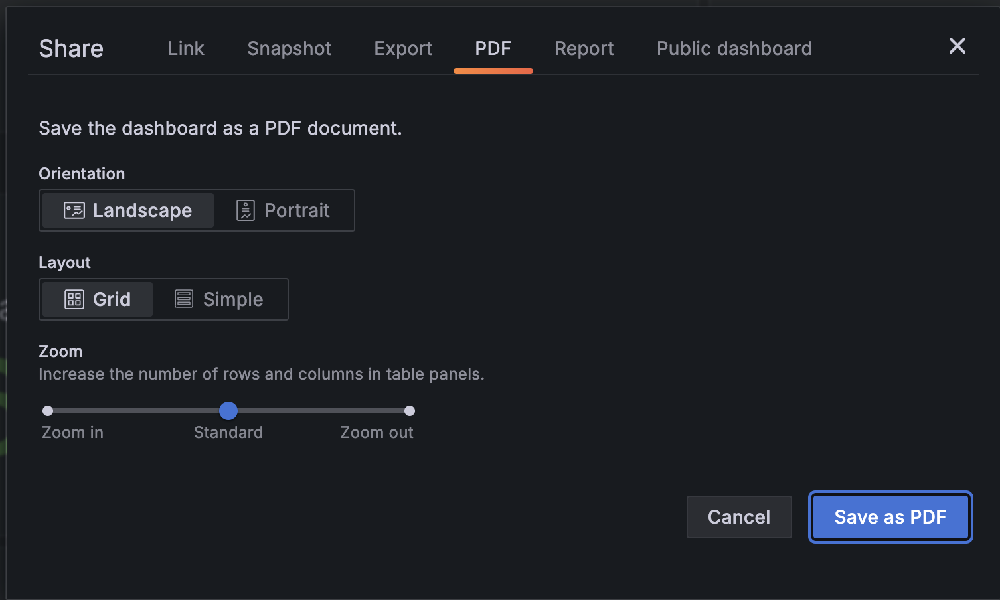 Share Link Snapshot Export PDF Report Public dashboard
Save the dashboard as a PDF document.
Orientation
Landscape Portrait
Layout
Grid Simple
Zoom
Increase the number of rows and columns in table panels.
Zoom in Standard Zoom out
Cancel Save as PDF